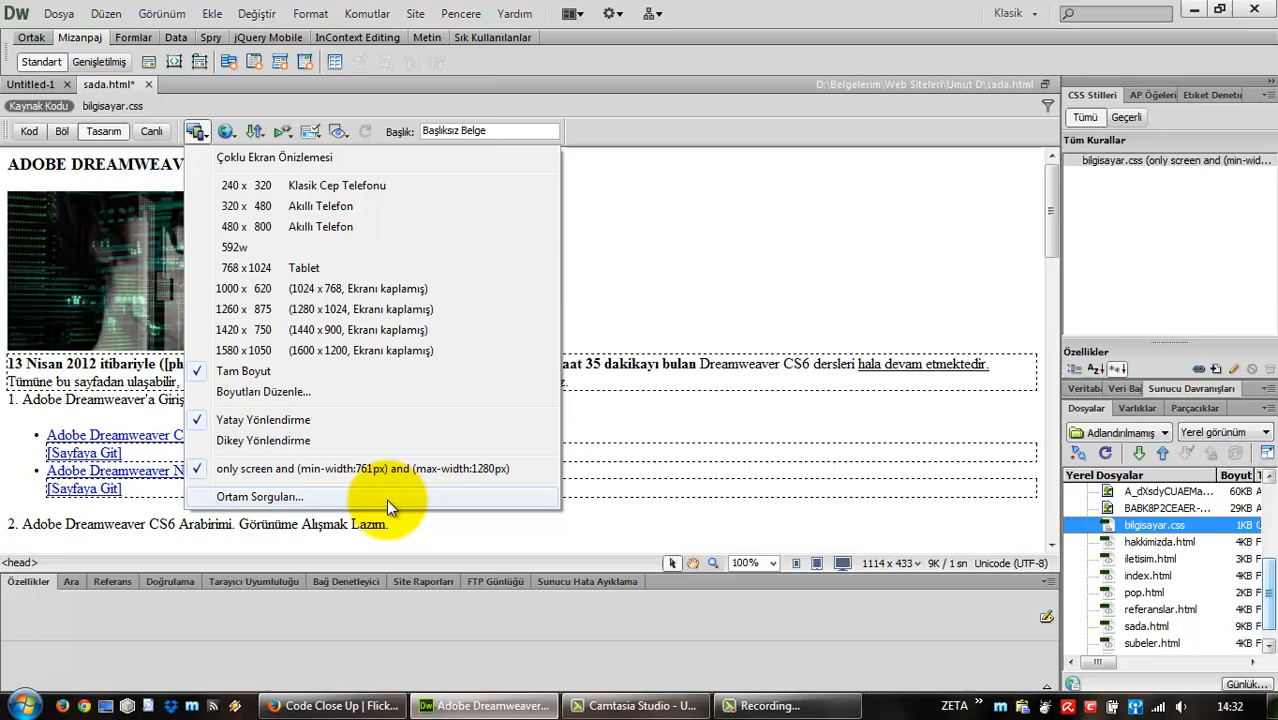 Dw Dosya Düzen Görünüm Ekle Değiştir Format Komutlar Site Pencere Yardım Klasik
Ortak Mizanpaj Formlar Data Spry jQuery Mobile InContext Editing Metin Sık Kullanılanlar
Standart Genişletilmiş
Untitled-1 sada.html* D:\Belgelerim\Web Siteleri\Umut D\sada.html
Kaynak Kodu bilgisayar.css
Kod Böl Tasarım Canlı Başlık: Başlıksız Belge
ADOBE DREAMWEAV
Çoklu Ekran Önizlemesi
240 x 320 Klasik Cep Telefonu
320 x 480 Akıllı Telefon
480 x 800 Akıllı Telefon
592w
768 x 1024 Tablet
1000 x 620 (1024 x 768, Ekranı kaplamış)
1260 x 875 (1280 x 1024, Ekranı kaplamış)
1420 x 750 (1440 x 900, Ekranı kaplamış)
1580 x 1050 (1600 x 1200, Ekranı kaplamış)
Tam Boyut
Boyutları Düzenle...
Yatay Yönlendirme
Dikey Yönlendirme
only screen and (min-width:761px) and (max-width:1280px)
Ortam Sorguları...
13 Nisan 2012 itibariyle ([ph
aat 35 dakikayı bulan Dreamweaver CS6 dersleri hala devam etmektedir.
Tümüne bu sayfadan ulaşabilir,
z.
1. Adobe Dreamweaver'a Giriş
• Adobe Dreamweaver C
[Sayfaya Git]
• Adobe Dreamweaver N
[Sayfaya Git]
2. Adobe Dreamweaver CS6 Arabirimi. Görünüme Alışmak Lazım.
<head> 100% 1114 x 433 9K / 1 sn Unicode (UTF-8)
Özellikler Ara Referans Doğrulama Tarayıcı Uyumluluğu Bağ Denetleyici Site Raporları FTP Günlüğü Sunucu Hata Ayıklama
CSS Stilleri AP Öğeleri Etiket Denetı
Tümü Geçerli
Tüm Kurallar
bilgisayar.css (only screen and (min-wid...
Özellikler
Veritaba Veri Bağ Sunucu Davranışları
Dosyalar Varlıklar Parçacıklar
Adlandırılmamış Yerel görünüm
Yerel Dosyalar Boyut
A_dXsdyCUAEMa... 60KB
BABK8P2CEAER-... 29KB
bilgisayar.css 1KB
hakkimizda.html 4KB
iletisim.html 4KB
index.html 4KB
pop.html 2KB
referanslar.html 4KB
sada.html 4KB
subeler.html 4KB
Günlük...
Code Close Up | Flick... Adobe Dreamweaver... Camtasia Studio - U... Recording... ZETA 14:32